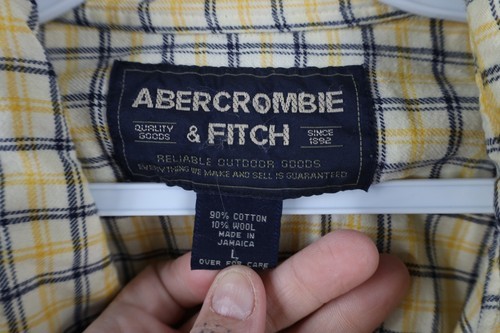 ABERCROMBIE
QUALITY GOODS & FITCH SINCE 1892
RELIABLE OUTDOOR GOODS
EVERYTHING WE MAKE AND SELL IS GUARANTEED
90% COTTON
10% WOOL
MADE IN
JAMAICA
L
OVER FOR CARE